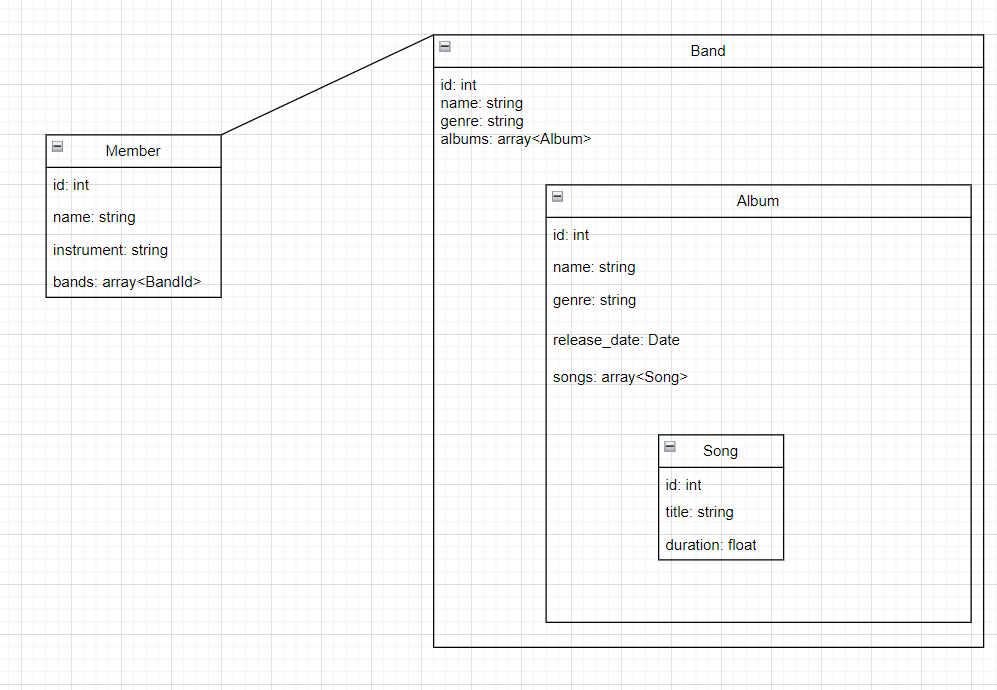 Band
id: int
name: string
genre: string
albums: array<Album>
Member
id: int
name: string
instrument: string
bands: array<BandId>
Album
id: int
name: string
genre: string
release_date: Date
songs: array<Song>
Song
id: int
title: string
duration: float